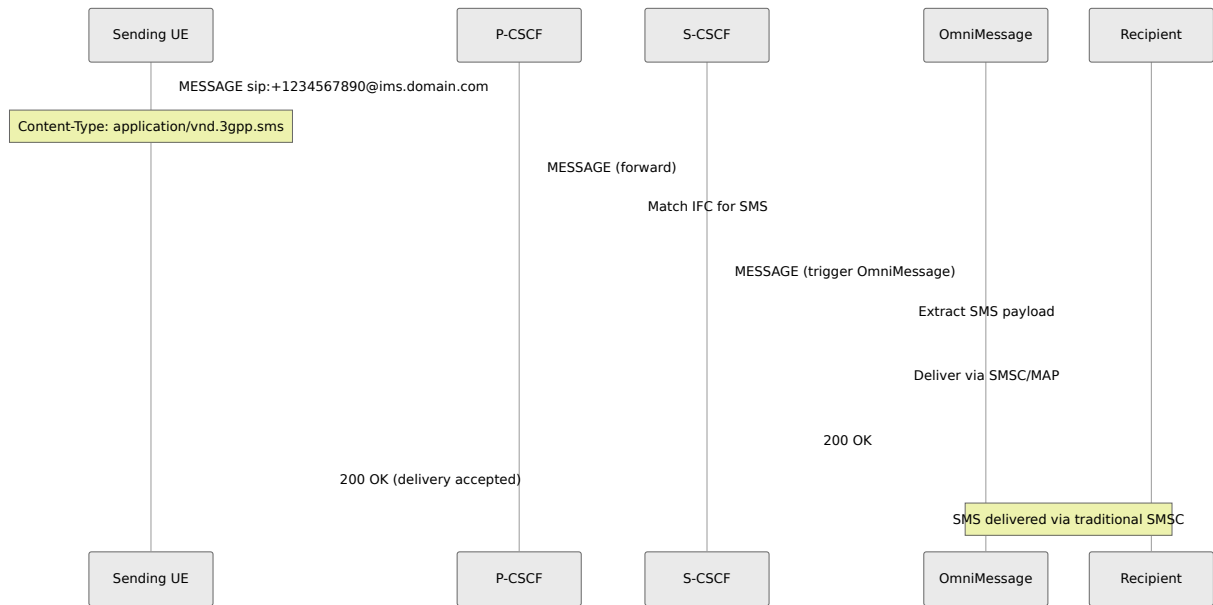 Sending UE
P-CSCF
S-CSCF
OmniMessage
Recipient
MESSAGE sip:+1234567890@ims.domain.com
Content-Type: application/vnd.3gpp.sms
MESSAGE (forward)
Match IFC for SMS
MESSAGE (trigger OmniMessage)
Extract SMS payload
Deliver via SMSC/MAP
200 OK
200 OK (delivery accepted)
SMS delivered via traditional SMSC
Sending UE
P-CSCF
S-CSCF
OmniMessage
Recipient